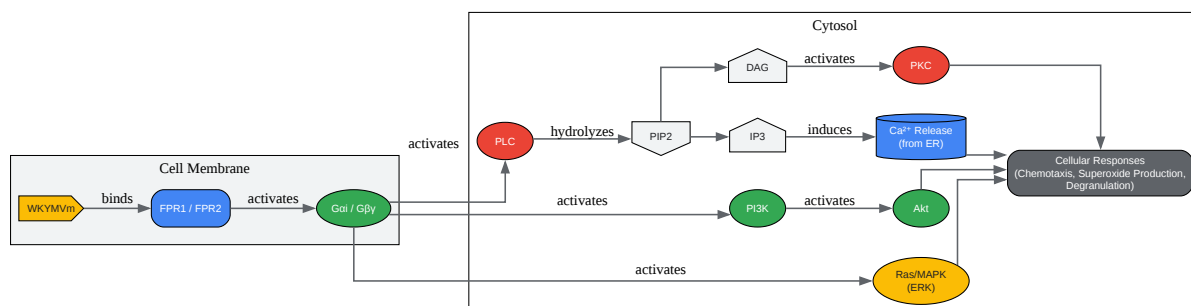 Cytosol
DAG
activates
PKC
activates
PLC
hydrolyzes
PIP2
IP3
induces
Ca²⁺ Release
(from ER)
Cell Membrane
Cellular Responses
(Chemotaxis, Superoxide Production,
Degranulation)
WKYMVm
binds
FPR1 / FPR2
activates
Gαi / Gβγ
activates
PI3K
activates
Akt
activates
Ras/MAPK
(ERK)